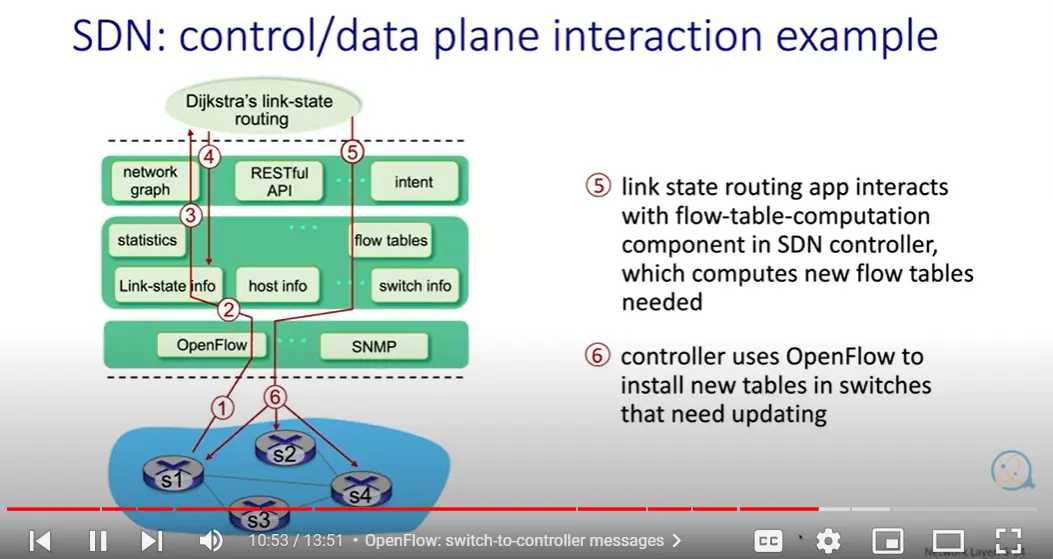 SDN: control/data plane interaction example
Dijkstra's link-state
routing
4
5
network
graph
RESTful
API
intent
3
statistics
flow tables
Link-state info
host info
switch info
2
OpenFlow
SNMP
1
6
s2
s1
s4
s3
5 link state routing app interacts
with flow-table-computation
component in SDN controller,
which computes new flow tables
needed
6 controller uses OpenFlow to
install new tables in switches
that need updating
10:53 / 13:51 • OpenFlow: switch-to-controller messages
CC